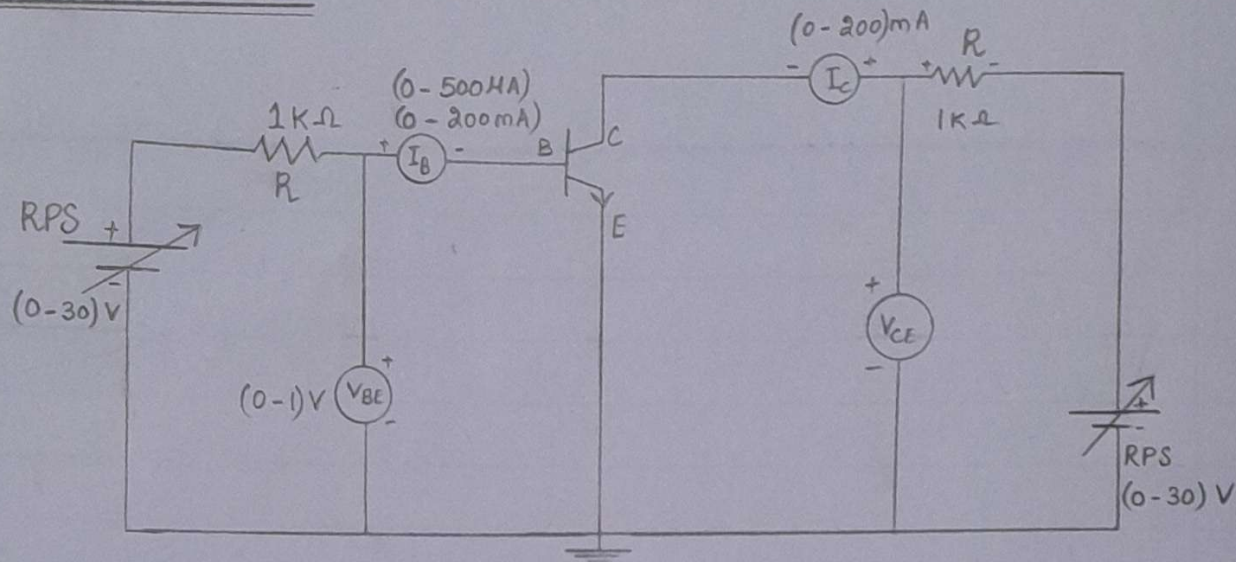 (0-200)mA
R
+
-
+
-
I_C
1KΩ
(0-500µA)
(0-200mA)
1KΩ
+
-
I_B
R
B
C
E
RPS
+
-
(0-30)V
+
V_CE
-
(0-1)V
+
V_BE
-
+
-
RPS
(0-30)V